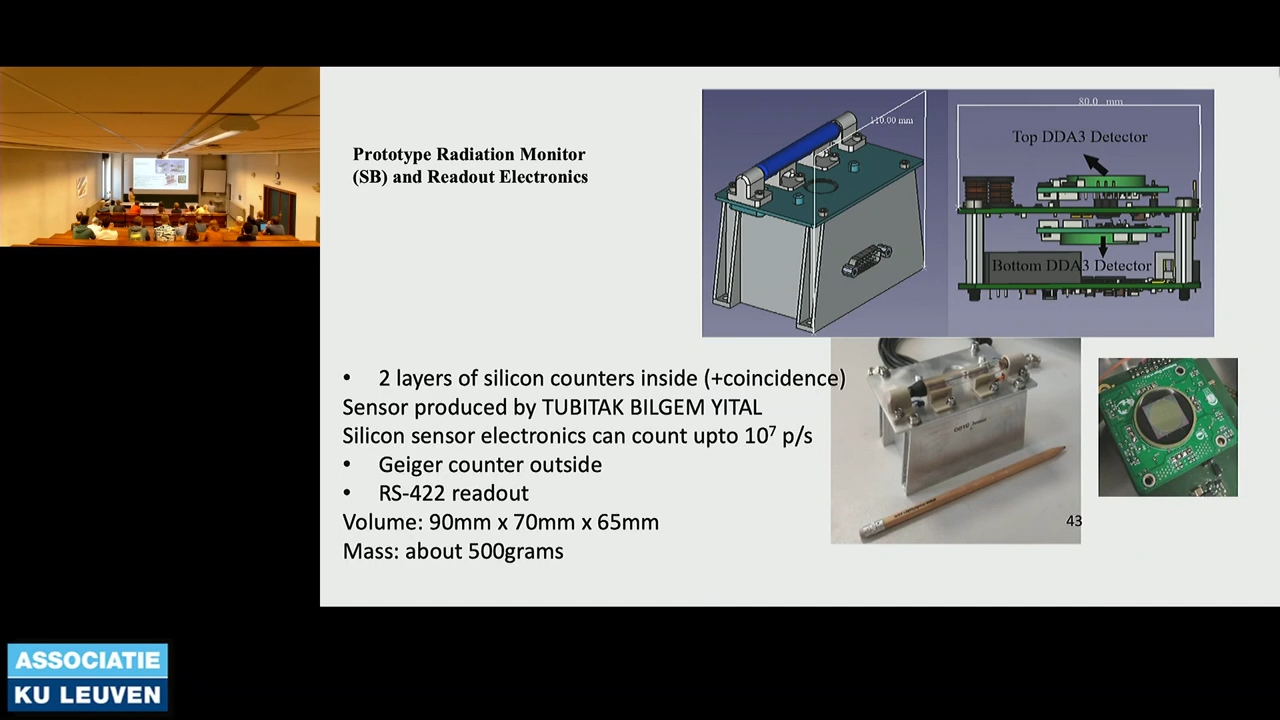 Prototype Radiation Monitor
(SB) and Readout Electronics
110.00 mm
80.0 mm
Top DDA3 Detector
Bottom DDA3 Detector
• 2 layers of silicon counters inside (+coincidence)
Sensor produced by TUBITAK BILGEM YITAL
Silicon sensor electronics can count upto 10⁷ p/s
• Geiger counter outside
• RS-422 readout
Volume: 90mm x 70mm x 65mm
Mass: about 500grams
43
ASSOCIATIE
KU LEUVEN